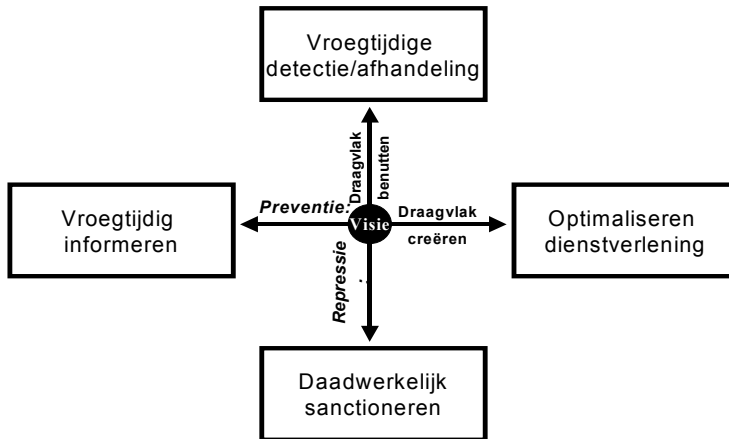 Vroegtijdige
detectie/afhandeling
Draagvlak
benutten
Vroegtijdig
informeren
Preventie:
Visie
Draagvlak
creëren
Optimaliseren
dienstverlening
Repressie
:
Daadwerkelijk
sanctioneren